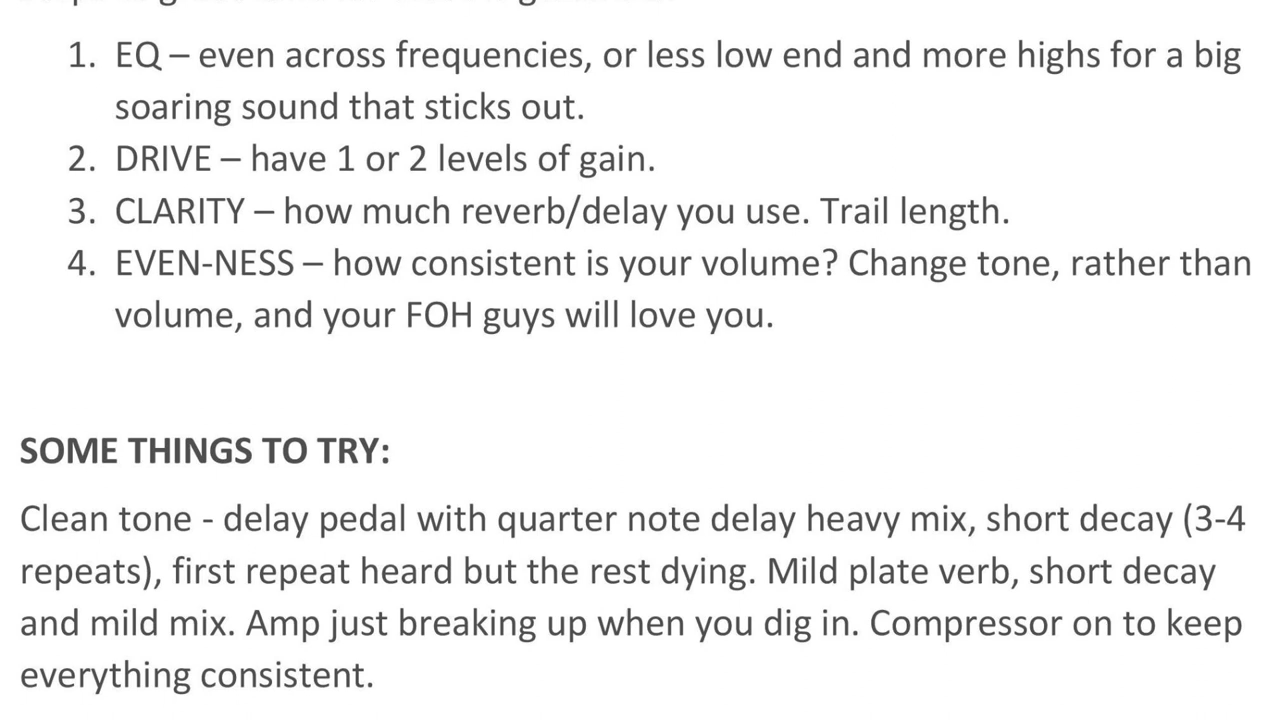 1. EQ – even across frequencies, or less low end and more highs for a big
soaring sound that sticks out.
2. DRIVE – have 1 or 2 levels of gain.
3. CLARITY – how much reverb/delay you use. Trail length.
4. EVEN-NESS – how consistent is your volume? Change tone, rather than
volume, and your FOH guys will love you.
SOME THINGS TO TRY:
Clean tone - delay pedal with quarter note delay heavy mix, short decay (3-4
repeats), first repeat heard but the rest dying. Mild plate verb, short decay
and mild mix. Amp just breaking up when you dig in. Compressor on to keep
everything consistent.